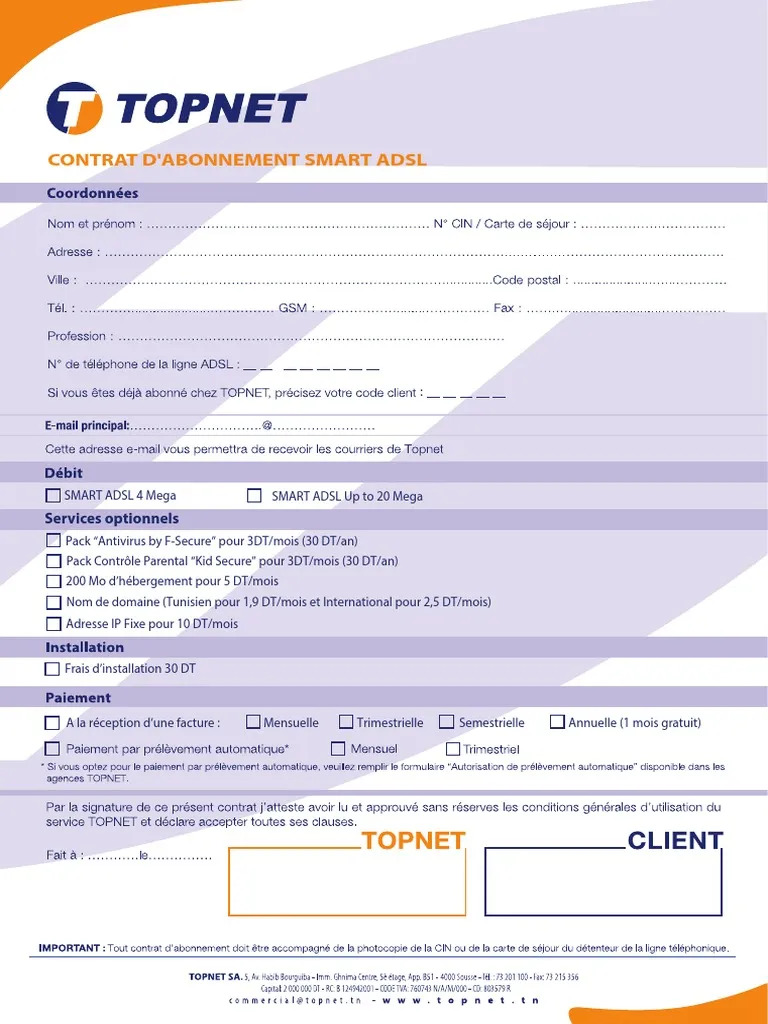 TOPNET
CONTRAT D'ABONNEMENT SMART ADSL
Coordonnées
Nom et prénom : ................................................................ N° CIN / Carte de séjour : ..................................
Adresse : ................................................................................................................................
Ville : ................................................................................................Code postal : ....................................
Tél. : ............................................ GSM : ........................................ Fax : ...............................................
Profession : ..........................................................................................
N° de téléphone de la ligne ADSL : __ __ __ __ __ __ __ __
Si vous êtes déjà abonné chez TOPNET, précisez votre code client : __ __ __ __ __
E-mail principal:..............................@........................
Cette adresse e-mail vous permettra de recevoir les courriers de Topnet
Débit
SMART ADSL 4 Mega SMART ADSL Up to 20 Mega
Services optionnels
Pack “Antivirus by F-Secure” pour 3DT/mois (30 DT/an)
Pack Contrôle Parental “Kid Secure” pour 3DT/mois (30 DT/an)
200 Mo d’hébergement pour 5 DT/mois
Nom de domaine (Tunisien pour 1,9 DT/mois et International pour 2,5 DT/mois)
Adresse IP Fixe pour 10 DT/mois
Installation
Frais d’installation 30 DT
Paiement
A la réception d’une facture : Mensuelle Trimestrielle Semestrielle Annuelle (1 mois gratuit)
Paiement par prélèvement automatique* Mensuel Trimestriel
* Si vous optez pour le paiement par prélèvement automatique, veuillez remplir le formulaire “Autorisation de prélèvement automatique” disponible dans les
agences TOPNET.
Par la signature de ce présent contrat j’atteste avoir lu et approuvé sans réserves les conditions générales d’utilisation du
service TOPNET et déclare accepter toutes ses clauses.
TOPNET CLIENT
Fait à : ............le...............
IMPORTANT : Tout contrat d’abonnement doit être accompagné de la photocopie de la CIN ou de la carte de séjour du détenteur de la ligne téléphonique.
TOPNET SA. 5, Av. Habib Bourguiba – Imm. Ghnima Centre, 5è étage, App. B51 - 4000 Sousse – Tél. : 73 201 100 - Fax: 73 215 356
Capital: 2 000 000 DT - RC: B 124942001 – CODE TVA: 760743 N/A/M/000 – CD: 803579 R
commercial@topnet.tn - www.topnet.tn